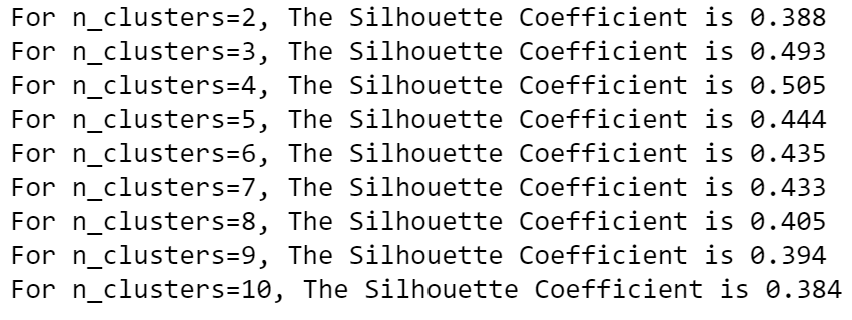 For n_clusters=2, The Silhouette Coefficient is 0.388
For n_clusters=3, The Silhouette Coefficient is 0.493
For n_clusters=4, The Silhouette Coefficient is 0.505
For n_clusters=5, The Silhouette Coefficient is 0.444
For n_clusters=6, The Silhouette Coefficient is 0.435
For n_clusters=7, The Silhouette Coefficient is 0.433
For n_clusters=8, The Silhouette Coefficient is 0.405
For n_clusters=9, The Silhouette Coefficient is 0.394
For n_clusters=10, The Silhouette Coefficient is 0.384